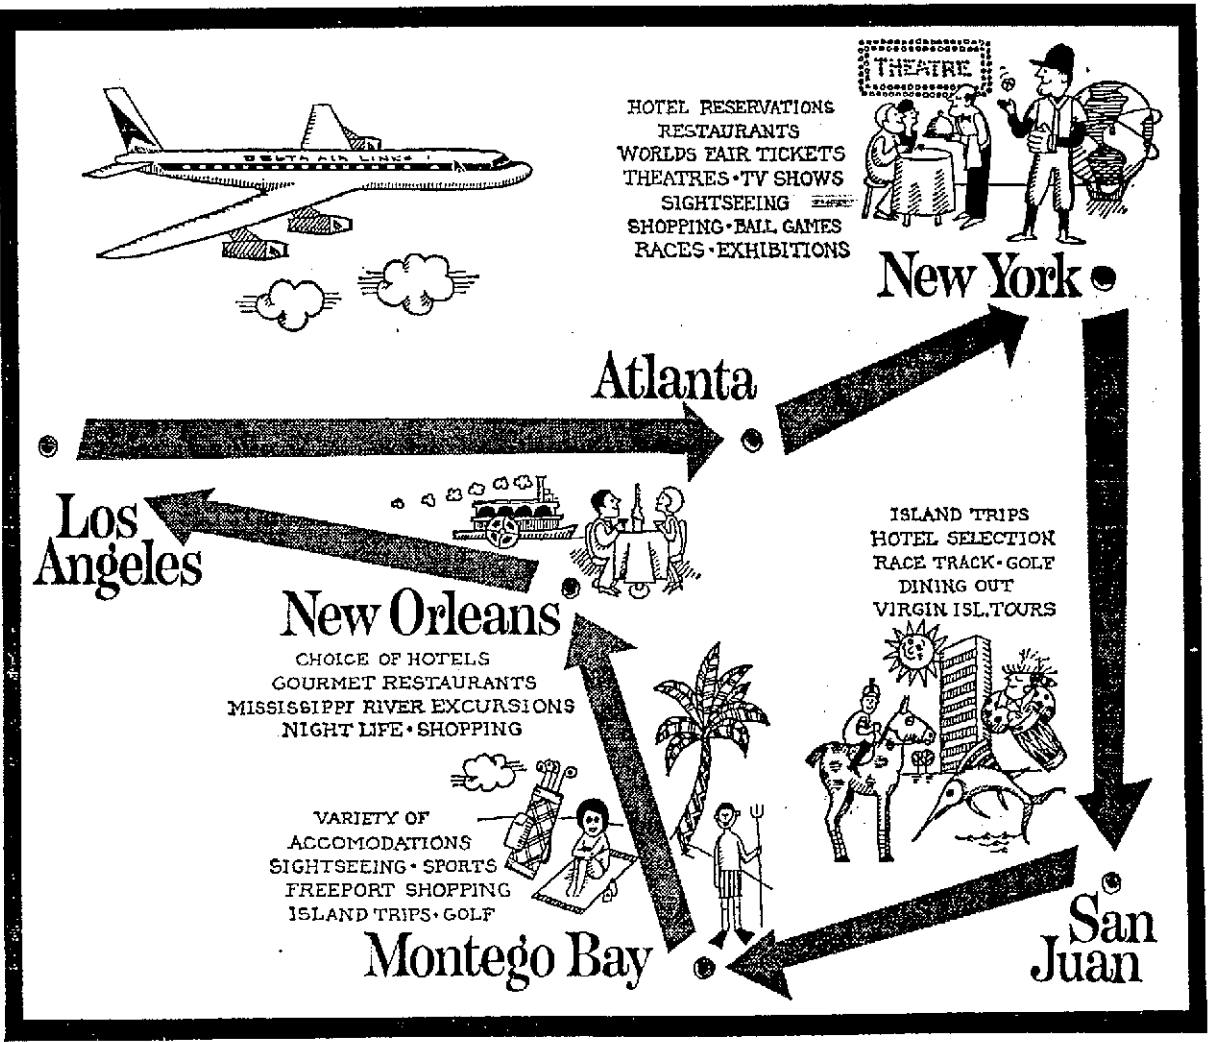 DELTA AIR LINES
THEATRE
HOTEL RESERVATIONS
RESTAURANTS
WORLDS FAIR TICKETS
THEATRES • TV SHOWS
SIGHTSEEING
SHOPPING • BALL GAMES
RACES • EXHIBITIONS
New York
Atlanta
Los
Angeles
ISLAND TRIPS
HOTEL SELECTION
RACE TRACK • GOLF
DINING OUT
VIRGIN ISL. TOURS
New Orleans
CHOICE OF HOTELS
GOURMET RESTAURANTS
MISSISSIPPI RIVER EXCURSIONS
NIGHT LIFE • SHOPPING
VARIETY OF
ACCOMODATIONS
SIGHTSEEING • SPORTS
FREEPORT SHOPPING
ISLAND TRIPS • GOLF
Montego Bay
San
Juan